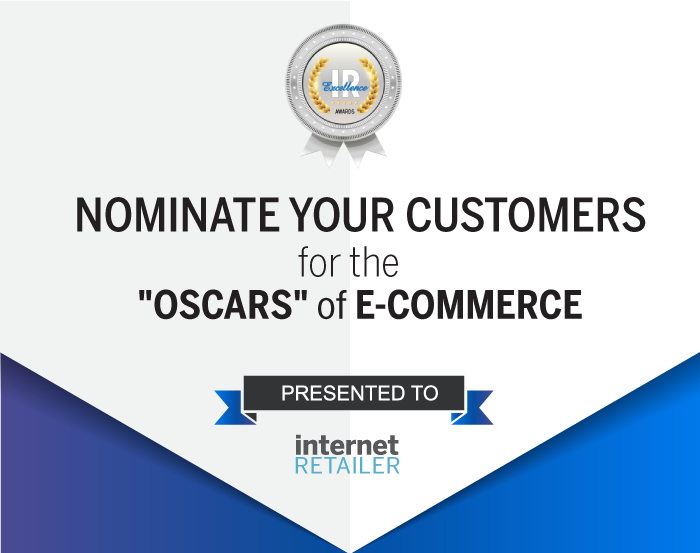 IR
Excellence
AWARDS
NOMINATE YOUR CUSTOMERS
for the
"OSCARS" of E-COMMERCE
PRESENTED TO
internet
RETAILER